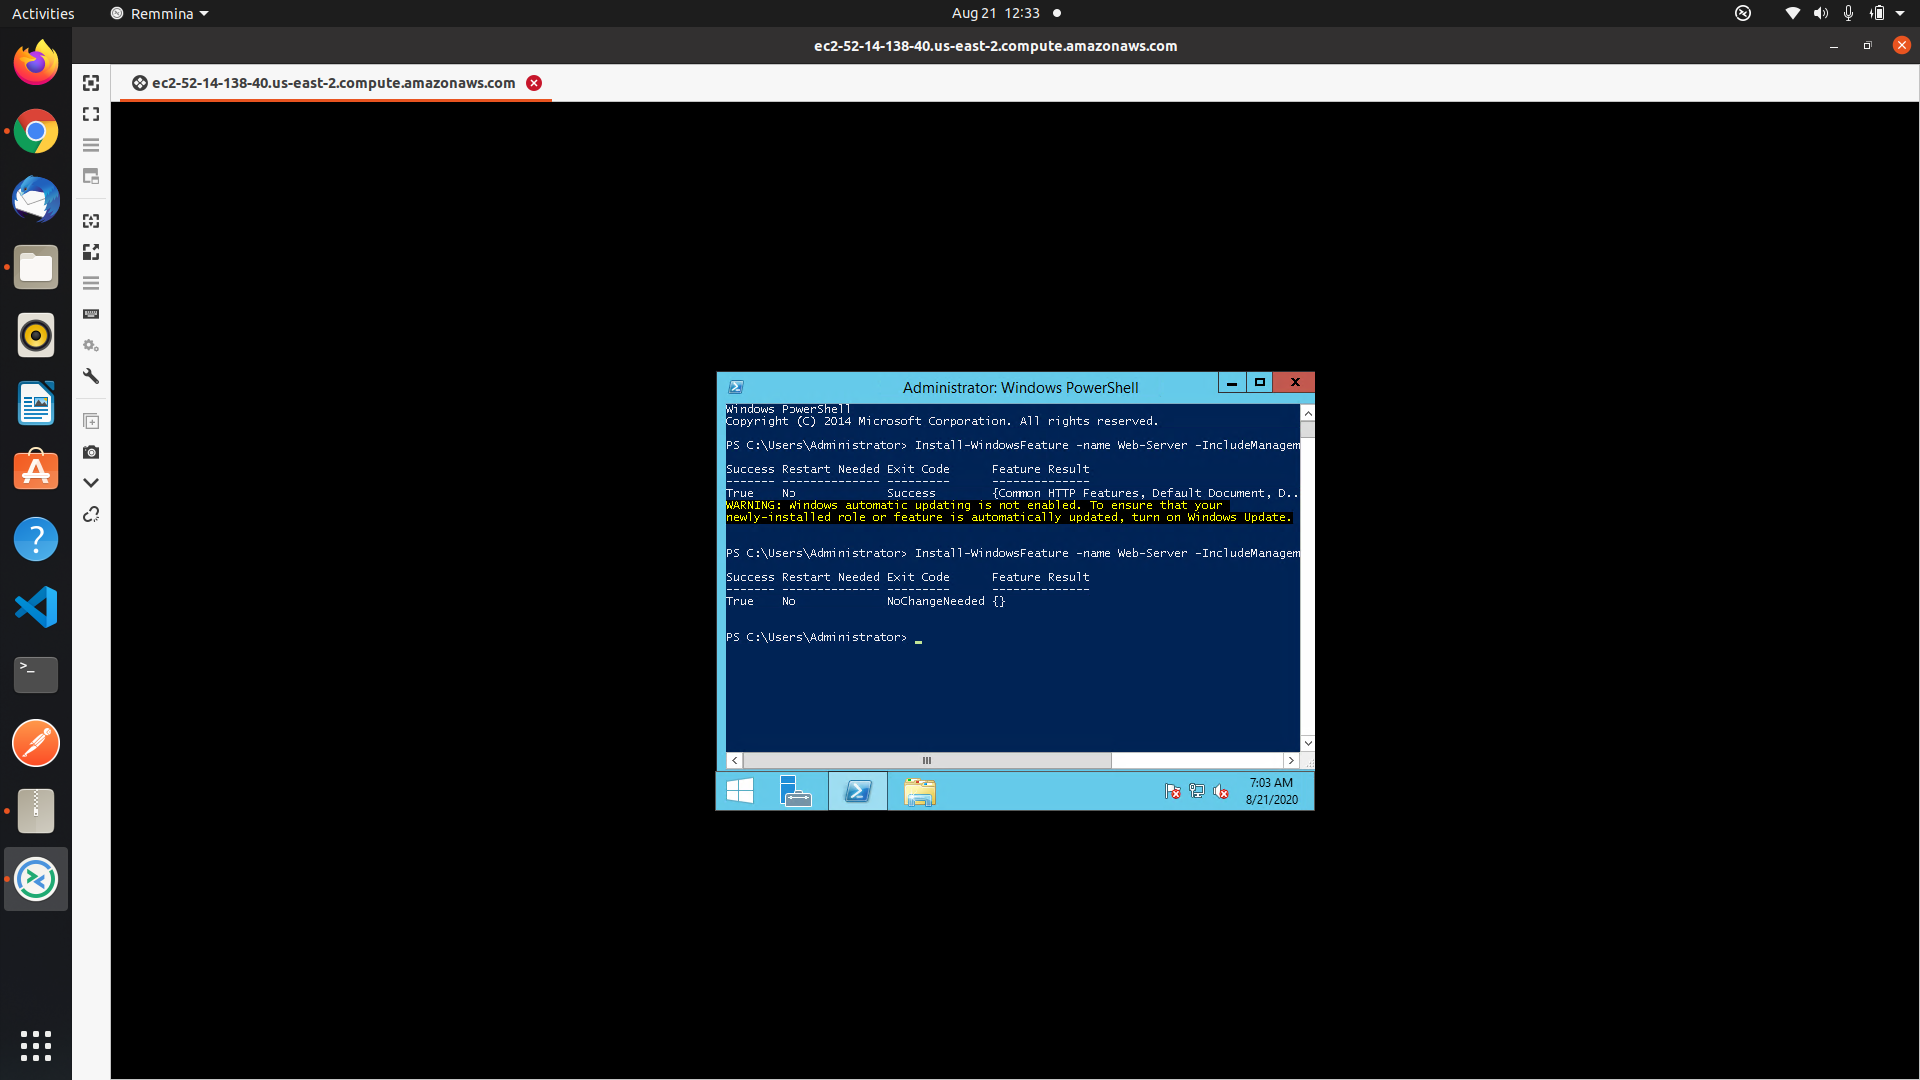 Activities
Remmina
Aug 21 12:33
ec2-52-14-138-40.us-east-2.compute.amazonaws.com
ec2-52-14-138-40.us-east-2.compute.amazonaws.com
Administrator: Windows PowerShell
Windows PowerShell
Copyright (C) 2014 Microsoft Corporation. All rights reserved.
PS C:\Users\Administrator> Install-WindowsFeature -name Web-Server -IncludeManagem
Success Restart Needed Exit Code      Feature Result
------- -------------- ---------      --------------
True    No             Success        {Common HTTP Features, Default Document, D...
WARNING: Windows automatic updating is not enabled. To ensure that your
newly-installed role or feature is automatically updated, turn on Windows Update.
PS C:\Users\Administrator> Install-WindowsFeature -name Web-Server -IncludeManagem
Success Restart Needed Exit Code      Feature Result
------- -------------- ---------      --------------
True    No             NoChangeNeeded {}
PS C:\Users\Administrator> _
7:03 AM
8/21/2020